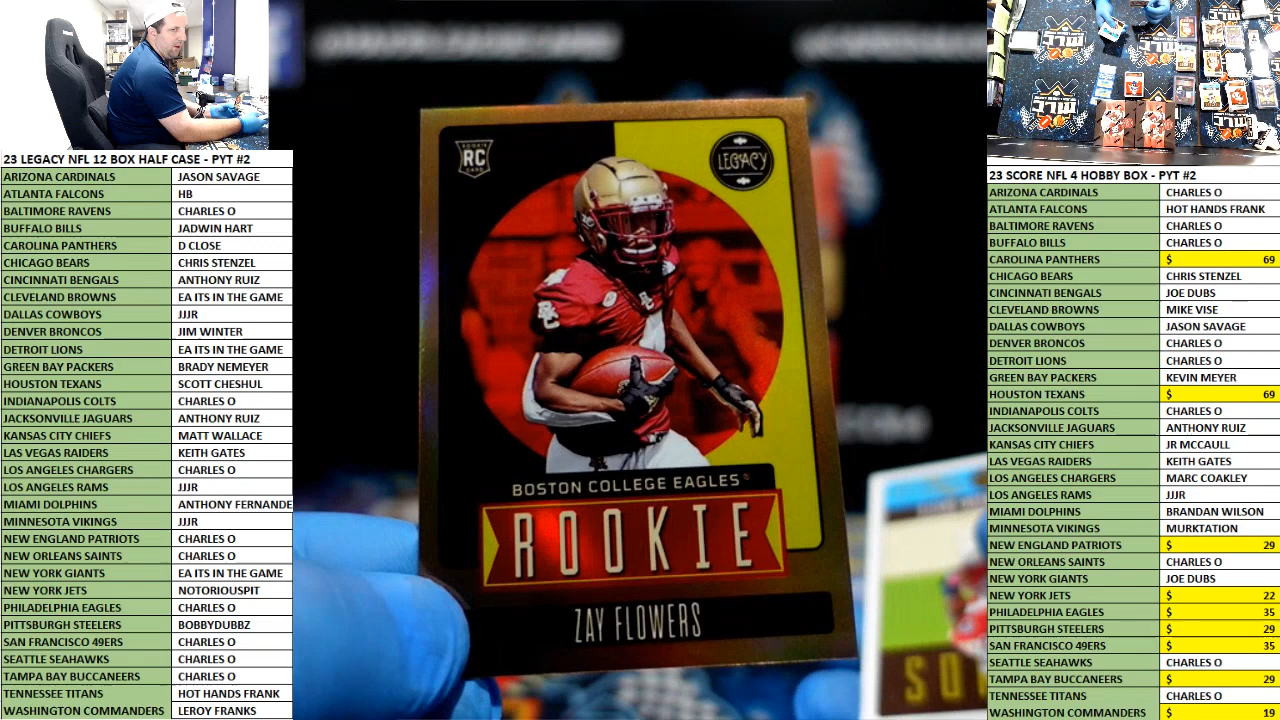 23 LEGACY NFL 12 BOX HALF CASE - PYT #2
ARIZONA CARDINALS JASON SAVAGE
ATLANTA FALCONS HB
BALTIMORE RAVENS CHARLES O
BUFFALO BILLS JADWIN HART
CAROLINA PANTHERS D CLOSE
CHICAGO BEARS CHRIS STENZEL
CINCINNATI BENGALS ANTHONY RUIZ
CLEVELAND BROWNS EA ITS IN THE GAME
DALLAS COWBOYS JJJR
DENVER BRONCOS JIM WINTER
DETROIT LIONS EA ITS IN THE GAME
GREEN BAY PACKERS BRADY NEMEYER
HOUSTON TEXANS SCOTT CHESHUL
INDIANAPOLIS COLTS CHARLES O
JACKSONVILLE JAGUARS ANTHONY RUIZ
KANSAS CITY CHIEFS MATT WALLACE
LAS VEGAS RAIDERS KEITH GATES
LOS ANGELES CHARGERS CHARLES O
LOS ANGELES RAMS JJJR
MIAMI DOLPHINS ANTHONY FERNANDE
MINNESOTA VIKINGS JJJR
NEW ENGLAND PATRIOTS CHARLES O
NEW ORLEANS SAINTS CHARLES O
NEW YORK GIANTS EA ITS IN THE GAME
NEW YORK JETS NOTORIOUSPIT
PHILADELPHIA EAGLES CHARLES O
PITTSBURGH STEELERS BOBBYDUBBZ
SAN FRANCISCO 49ERS CHARLES O
SEATTLE SEAHAWKS CHARLES O
TAMPA BAY BUCCANEERS CHARLES O
TENNESSEE TITANS HOT HANDS FRANK
WASHINGTON COMMANDERS LEROY FRANKS
ROOKIE
RC
CARD
LEGACY
BOSTON COLLEGE EAGLES
ROOKIE
ZAY FLOWERS
23 SCORE NFL 4 HOBBY BOX - PYT #2
ARIZONA CARDINALS CHARLES O
ATLANTA FALCONS HOT HANDS FRANK
BALTIMORE RAVENS CHARLES O
BUFFALO BILLS CHARLES O
CAROLINA PANTHERS $ 69
CHICAGO BEARS CHRIS STENZEL
CINCINNATI BENGALS JOE DUBS
CLEVELAND BROWNS MIKE VISE
DALLAS COWBOYS JASON SAVAGE
DENVER BRONCOS CHARLES O
DETROIT LIONS CHARLES O
GREEN BAY PACKERS KEVIN MEYER
HOUSTON TEXANS $ 69
INDIANAPOLIS COLTS CHARLES O
JACKSONVILLE JAGUARS ANTHONY RUIZ
KANSAS CITY CHIEFS JR MCCAULL
LAS VEGAS RAIDERS KEITH GATES
LOS ANGELES CHARGERS MARC COAKLEY
LOS ANGELES RAMS JJJR
MIAMI DOLPHINS BRANDAN WILSON
MINNESOTA VIKINGS MURKTATION
NEW ENGLAND PATRIOTS $ 29
NEW ORLEANS SAINTS CHARLES O
NEW YORK GIANTS JOE DUBS
NEW YORK JETS $ 22
PHILADELPHIA EAGLES $ 35
PITTSBURGH STEELERS $ 29
SAN FRANCISCO 49ERS $ 35
SEATTLE SEAHAWKS CHARLES O
TAMPA BAY BUCCANEERS $ 29
TENNESSEE TITANS CHARLES O
WASHINGTON COMMANDERS $ 19